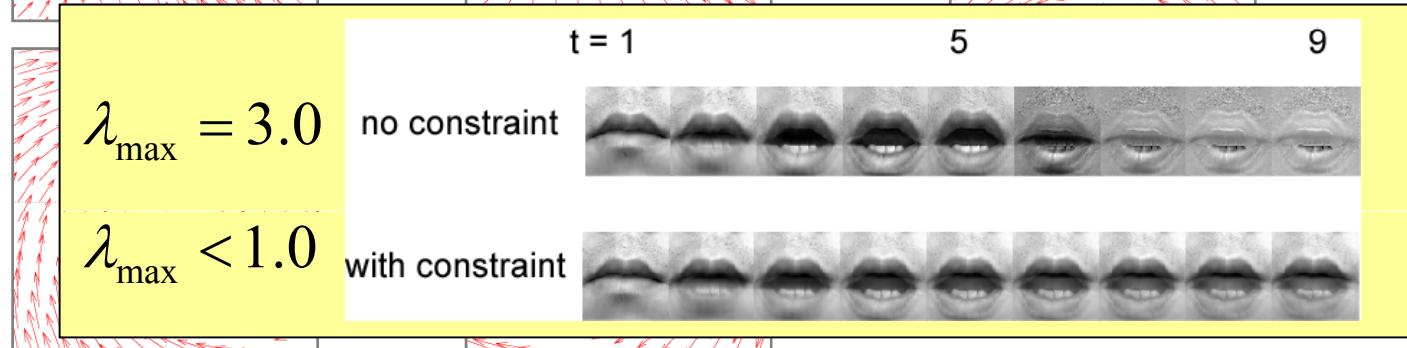 t = 1 5 9
λmax = 3.0 no constraint
λmax < 1.0 with constraint